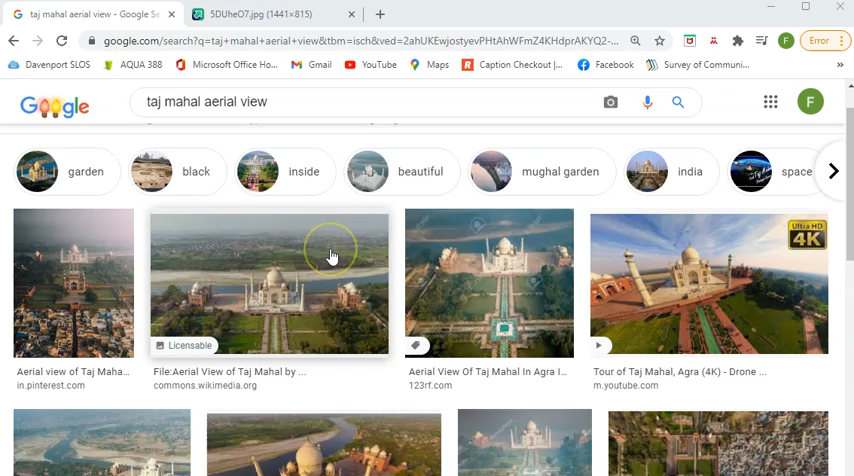 taj mahal aerial view - Google Se
5DUheO7.jpg (1441×815)
google.com/search?q=taj+mahal+aerial+view&tbm=isch&ved=2ahUKEwjostyevPHtAhWFmZ4KHdprAKYQ2-...
F
Error
Davenport SLOS
AQUA 388
Microsoft Office Ho...
Gmail
YouTube
Maps
Caption Checkout |...
Facebook
Survey of Communi...
»
taj mahal aerial view
F
garden
black
inside
beautiful
mughal garden
india
space
Ultra HD
4K
Licensable
Aerial view of Taj Maha...
File:Aerial View of Taj Mahal by ...
Aerial View Of Taj Mahal In Agra I...
Tour of Taj Mahal, Agra (4K) - Drone ...
in.pinterest.com
commons.wikimedia.org
123rf.com
m.youtube.com